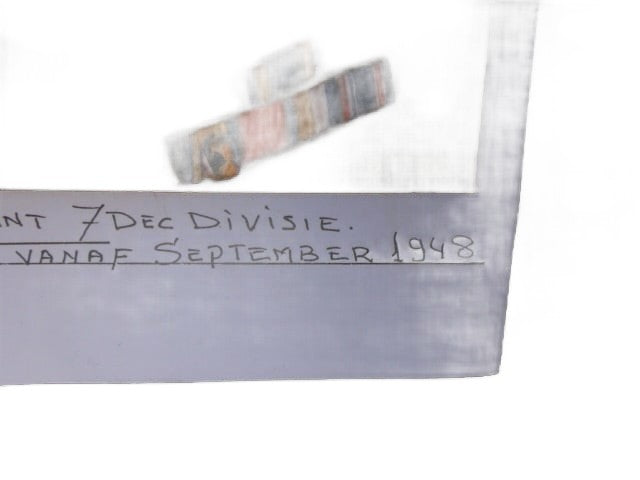 NT 7 DEC DIVISIE.
VANAF SEPTEMBER 1948